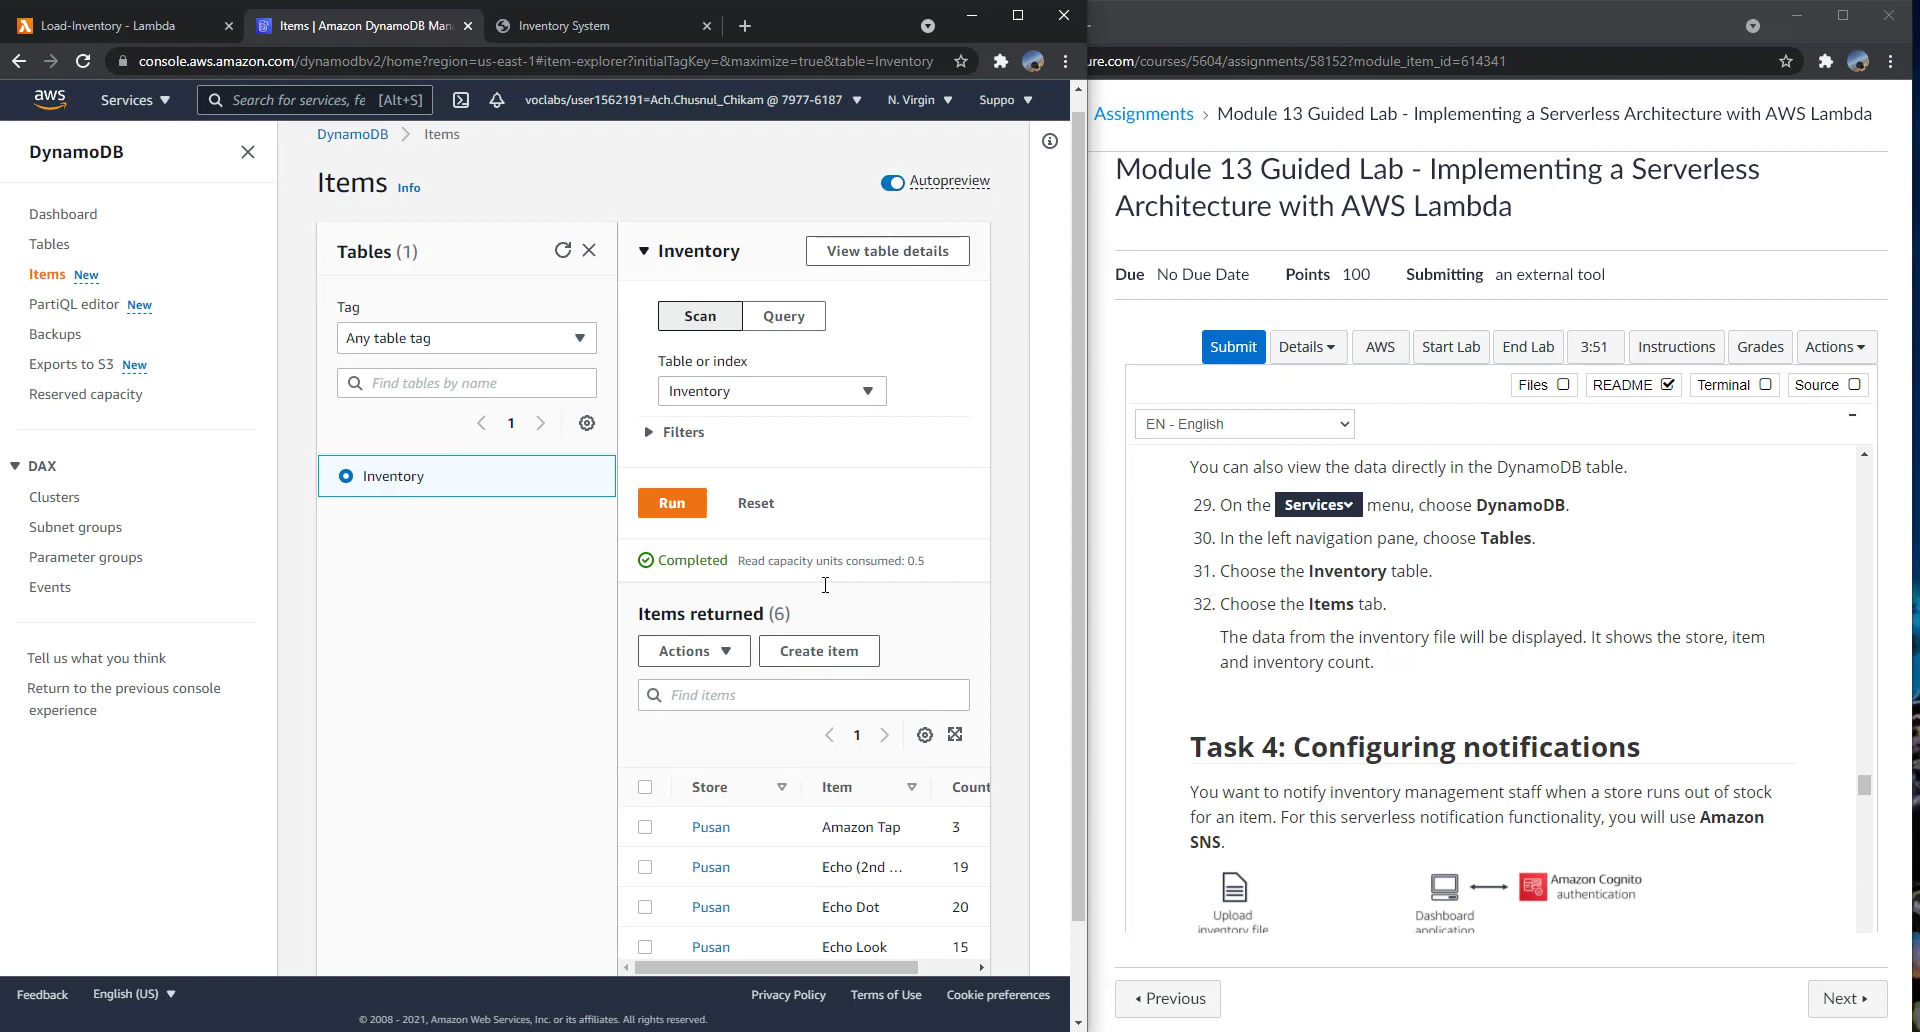 Load-Inventory - Lambda
Items | Amazon DynamoDB Man
Inventory System
console.aws.amazon.com/dynamodbv2/home?region=us-east-1#item-explorer?initialTagKey=&maximize=true&table=Inventory
aws
Services
Search for services, fe [Alt+S]
voclabs/user1562191=Ach.Chusnul_Chikam @ 7977-6187
N. Virgin
Suppo
DynamoDB
Dashboard
Tables
Items New
PartiQL editor New
Backups
Exports to S3 New
Reserved capacity
DAX
Clusters
Subnet groups
Parameter groups
Events
Tell us what you think
Return to the previous console
experience
DynamoDB
Items
Items Info
Autopreview
Tables (1)
Tag
Any table tag
Find tables by name
1
Inventory
Inventory
View table details
Scan
Query
Table or index
Inventory
Filters
Run
Reset
Completed Read capacity units consumed: 0.5
Items returned (6)
Actions
Create item
Find items
1
Store Item Count
Pusan Amazon Tap 3
Pusan Echo (2nd ... 19
Pusan Echo Dot 20
Pusan Echo Look 15
Feedback
English (US)
Privacy Policy
Terms of Use
Cookie preferences
© 2008 - 2021, Amazon Web Services, Inc. or its affiliates. All rights reserved.
ure.com/courses/5604/assignments/58152?module_item_id=614341
Assignments › Module 13 Guided Lab - Implementing a Serverless Architecture with AWS Lambda
Module 13 Guided Lab - Implementing a Serverless
Architecture with AWS Lambda
Due No Due Date Points 100 Submitting an external tool
Submit
Details
AWS
Start Lab
End Lab
3:51
Instructions
Grades
Actions
Files
README
Terminal
Source
EN - English
You can also view the data directly in the DynamoDB table.
29. On the Services menu, choose DynamoDB.
30. In the left navigation pane, choose Tables.
31. Choose the Inventory table.
32. Choose the Items tab.
The data from the inventory file will be displayed. It shows the store, item
and inventory count.
Task 4: Configuring notifications
You want to notify inventory management staff when a store runs out of stock
for an item. For this serverless notification functionality, you will use Amazon
SNS.
Upload
inventory file
Dashboard
application
Amazon Cognito
authentication
Previous
Next